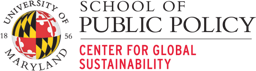 UNIVERSITY OF
18 56
MARYLAND
SCHOOL OF
PUBLIC POLICY
CENTER FOR GLOBAL
SUSTAINABILITY